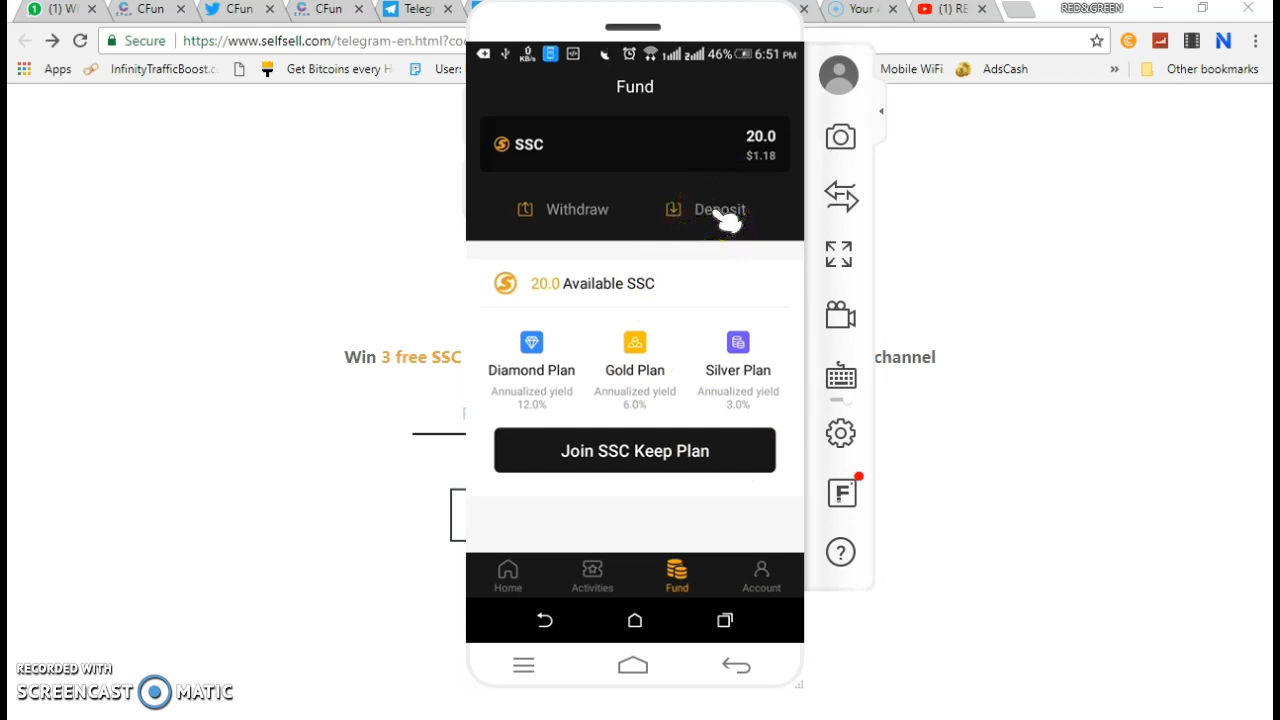 (1) W
CFun
CFun
CFun
Teleg
Your A
RE
RED&GREEN
Secure
https://www.selfsell.com/telegram-en.html?co
Apps
InfinityTrafficBoost.c
Get Bitcoins every H
User:
Mobile WiFi
AdsCash
»
Other bookmarks
0 KB/s
46%
6:51 PM
Fund
SSC
20.0
$1.18
Withdraw
Deposit
20.0 Available SSC
Win 3 free SSC
channel
Diamond Plan
Gold Plan
Silver Plan
Annualized yield
Annualized yield
Annualized yield
12.0%
6.0%
3.0%
Join SSC Keep Plan
F
?
Home
Activities
Fund
Account
RECORDED WITH
SCREENCAST MATIC